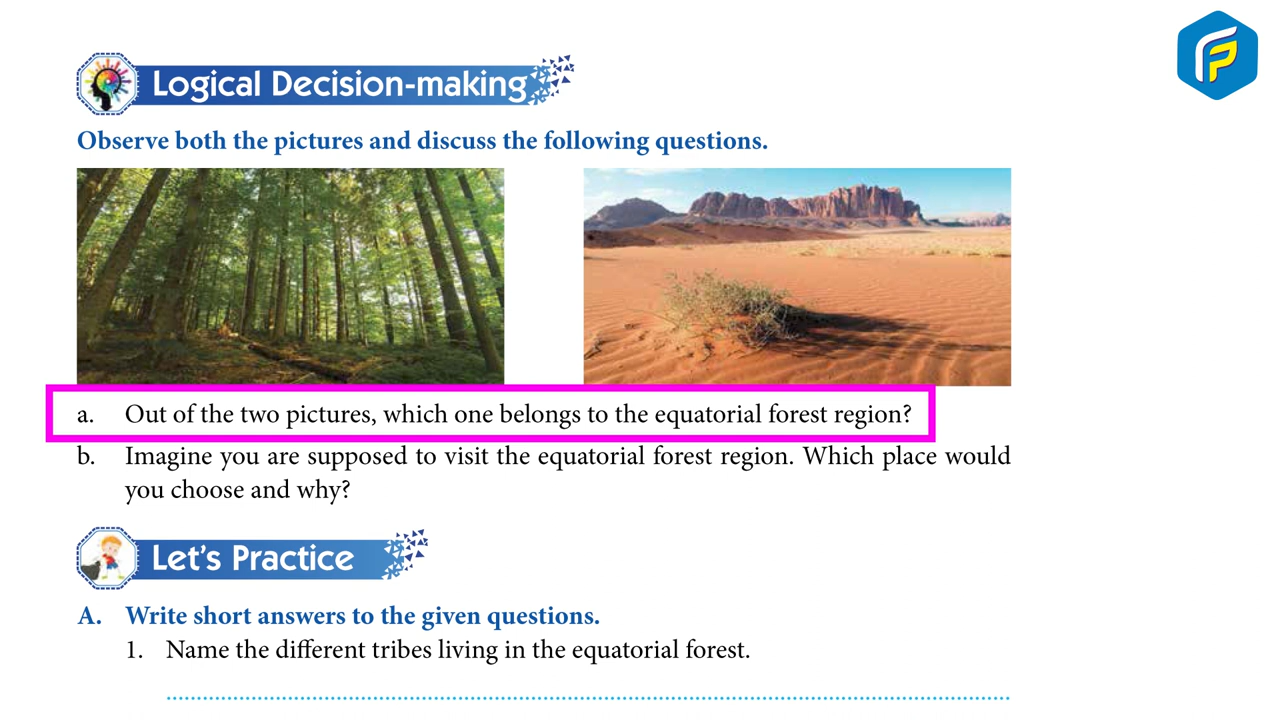 Logical Decision-making
Observe both the pictures and discuss the following questions.
a. Out of the two pictures, which one belongs to the equatorial forest region?
b. Imagine you are supposed to visit the equatorial forest region. Which place would
you choose and why?
Let's Practice
A. Write short answers to the given questions.
1. Name the different tribes living in the equatorial forest.